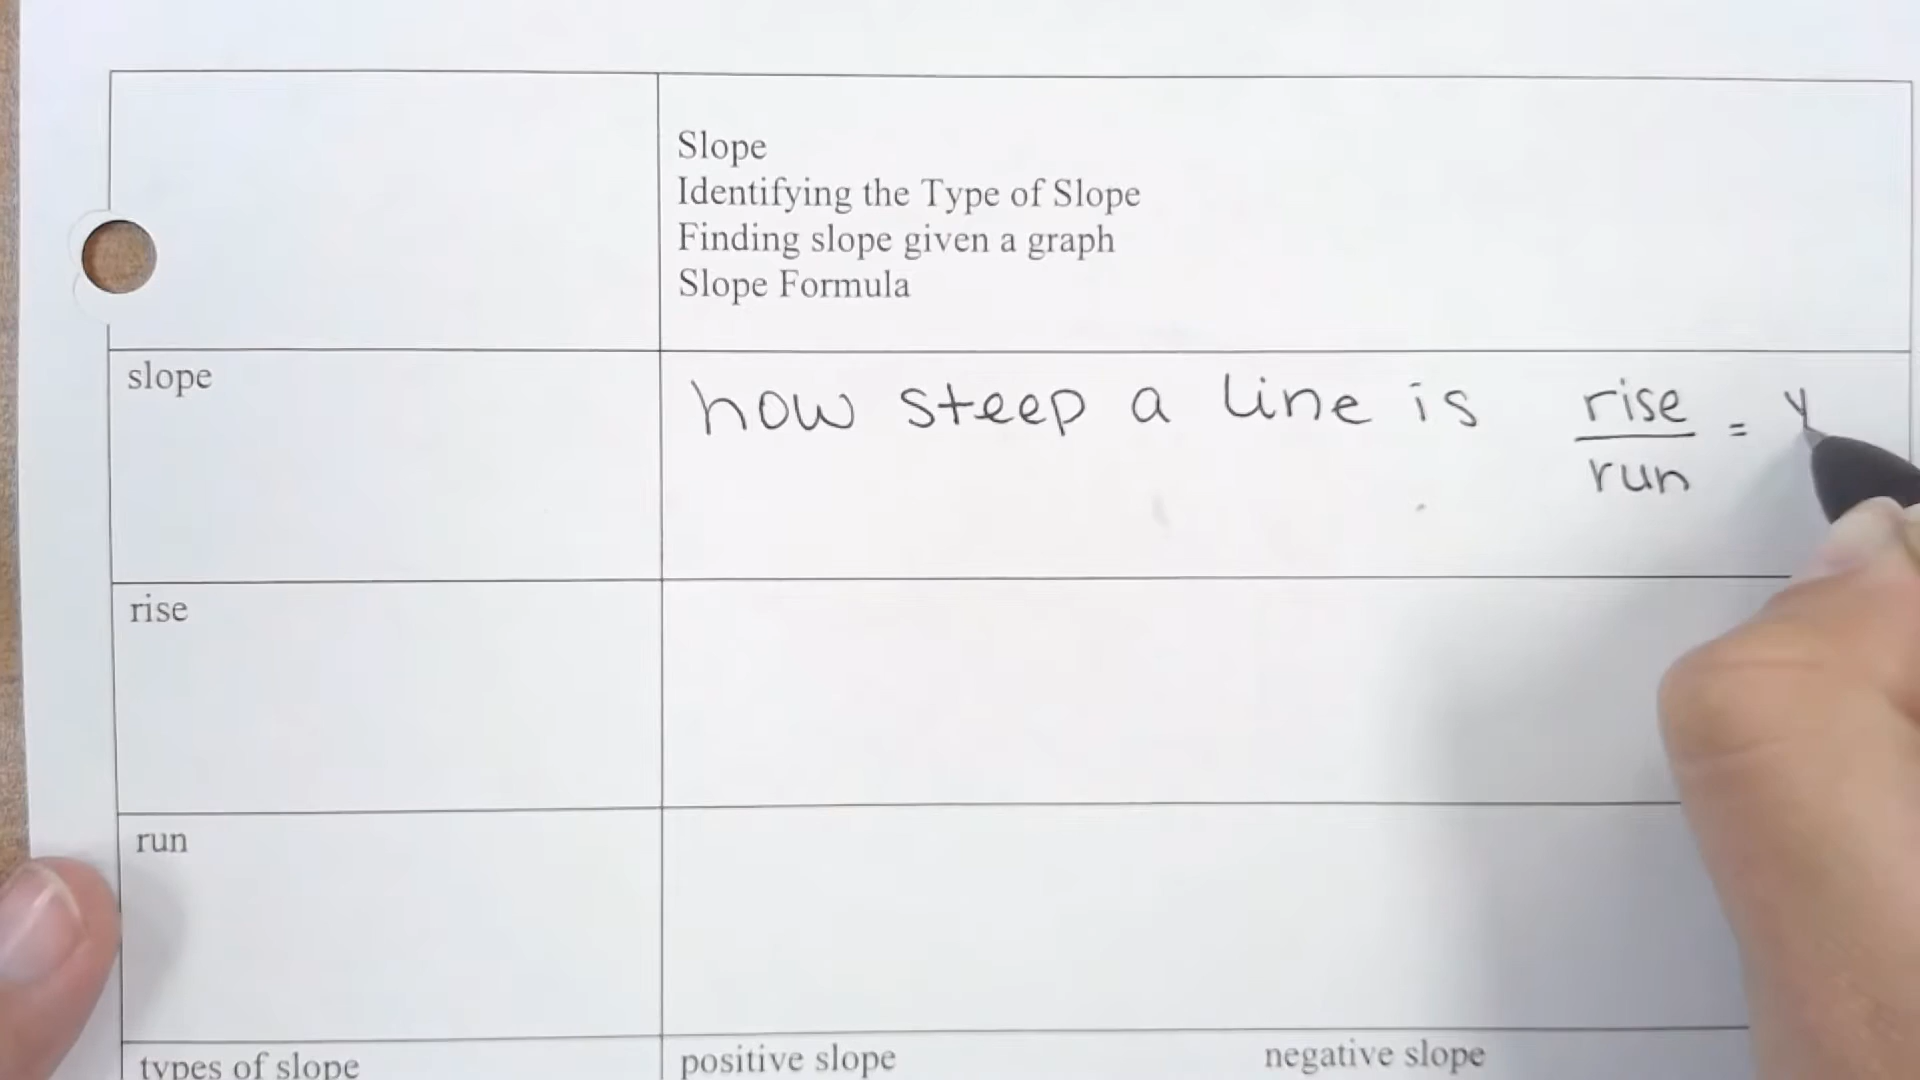 Slope
Identifying the Type of Slope
Finding slope given a graph
Slope Formula
slope
how steep a line is rise/run = y
rise
run
types of slope
positive slope negative slope